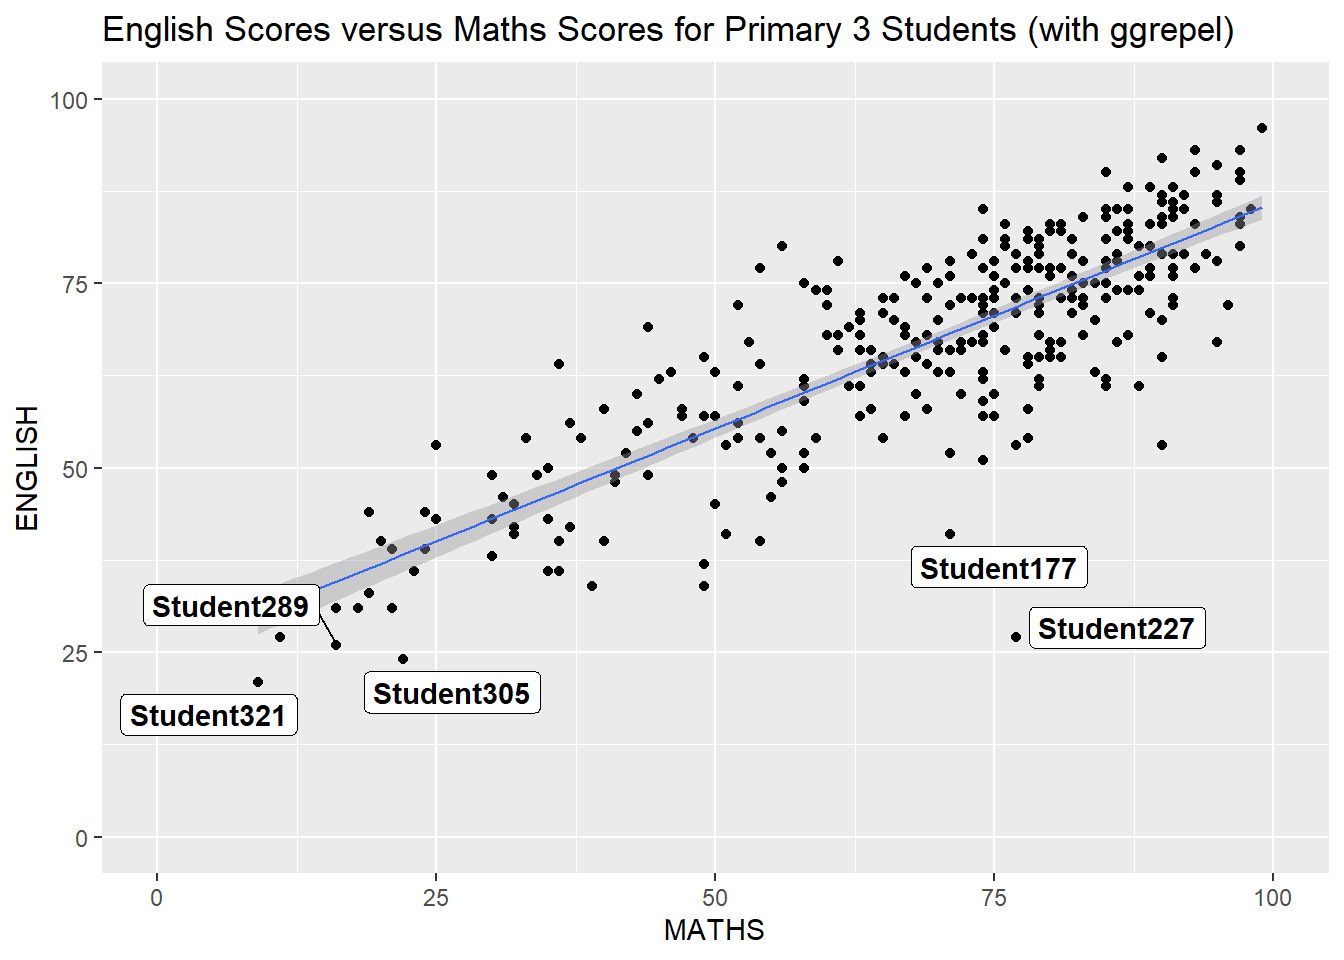 English Scores versus Maths Scores for Primary 3 Students (with ggrepel)
100
75
50
25
0
ENGLISH
Student177
Student289
Student227
Student305
Student321
0 25 50 75 100
MATHS